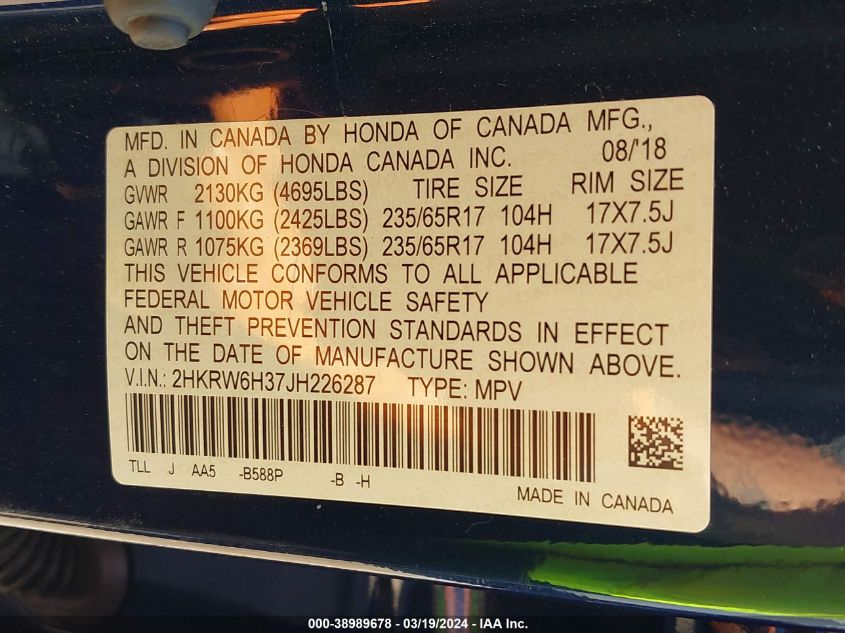 MFD. IN CANADA BY HONDA OF CANADA MFG.,
A DIVISION OF HONDA CANADA INC. 08/'18
GVWR 2130KG (4695LBS) TIRE SIZE RIM SIZE
GAWR F 1100KG (2425LBS) 235/65R17 104H 17X7.5J
GAWR R 1075KG (2369LBS) 235/65R17 104H 17X7.5J
THIS VEHICLE CONFORMS TO ALL APPLICABLE
FEDERAL MOTOR VEHICLE SAFETY
AND THEFT PREVENTION STANDARDS IN EFFECT
ON THE DATE OF MANUFACTURE SHOWN ABOVE.
V.I.N.: 2HKRW6H37JH226287 TYPE: MPV
TLL J AA5 -B588P -B -H
MADE IN CANADA
000-38989678 - 03/19/2024 - IAA Inc.